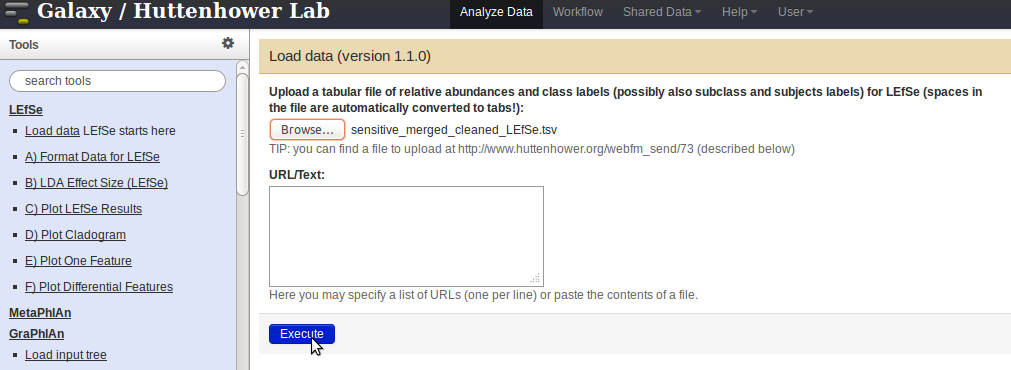 Galaxy / Huttenhower Lab
Analyze Data Workflow Shared Data Help User
Tools
search tools
LEfSe
Load data LEfSe starts here
A) Format Data for LEfSe
B) LDA Effect Size (LEfSe)
C) Plot LEfSe Results
D) Plot Cladogram
E) Plot One Feature
F) Plot Differential Features
MetaPhlAn
GraPhlAn
Load input tree
Load data (version 1.1.0)
Upload a tabular file of relative abundances and class labels (possibly also subclass and subjects labels) for LEfSe (spaces in
the file are automatically converted to tabs!):
Browse... sensitive_merged_cleaned_LEfSe.tsv
TIP: you can find a file to upload at http://www.huttenhower.org/webfm_send/73 (described below)
URL/Text:
Here you may specify a list of URLs (one per line) or paste the contents of a file.
Execute